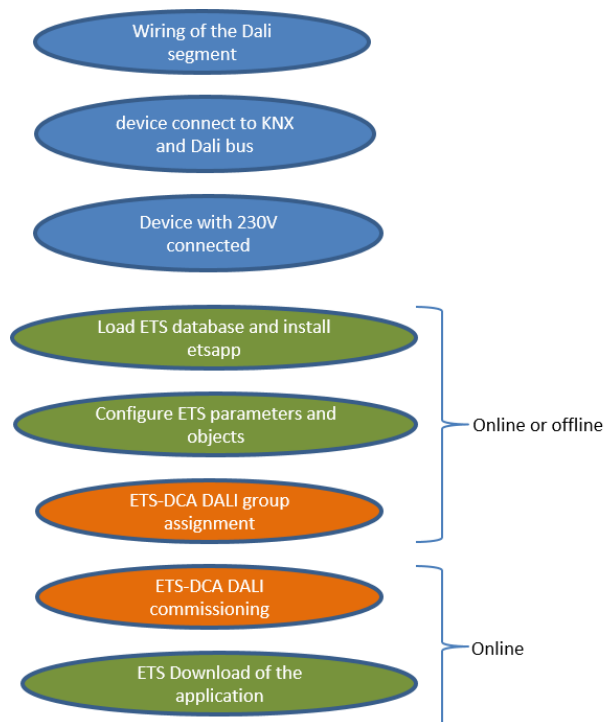 Wiring of the Dali
segment
device connect to KNX
and Dali bus
Device with 230V
connected
Load ETS database and install
etsapp
Configure ETS parameters and
objects
Online or offline
ETS-DCA DALI group
assignment
ETS-DCA DALI
commissioning
Online
ETS Download of the
application